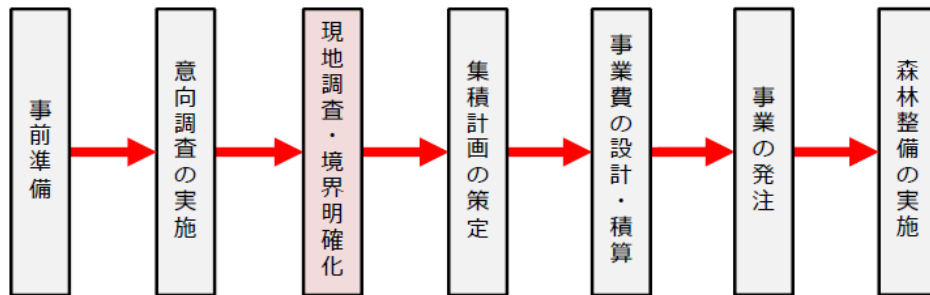 事前準備
意向調査の実施
現地調査・境界明確化
集積計画の策定
事業費の設計・積算
事業の発注
森林整備の実施